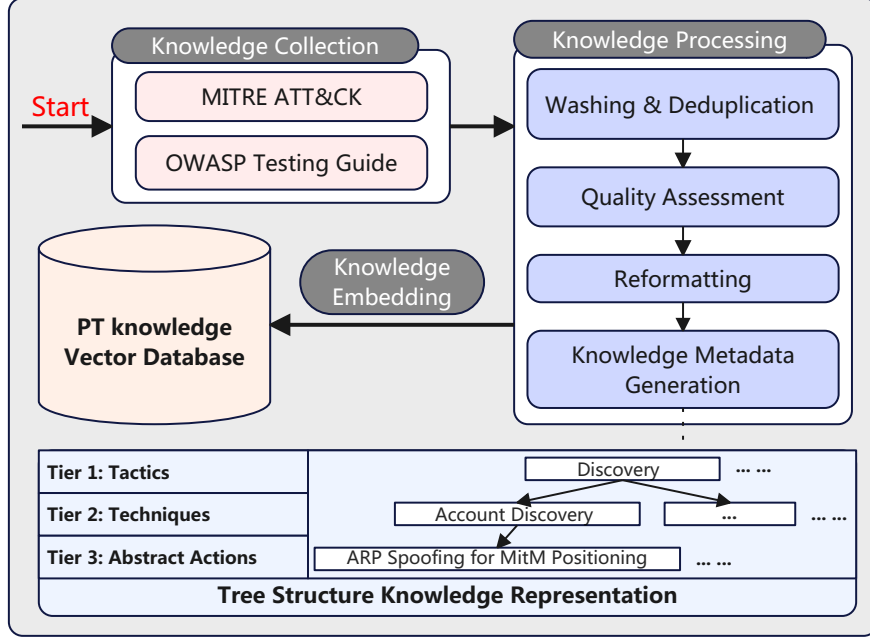 Knowledge Collection
Start
MITRE ATT&CK
OWASP Testing Guide
Knowledge Processing
Washing & Deduplication
Quality Assessment
Reformatting
Knowledge Metadata
Generation
Knowledge
Embedding
PT knowledge
Vector Database
Tier 1: Tactics
Discovery
... ...
Tier 2: Techniques
Account Discovery
...
... ...
Tier 3: Abstract Actions
ARP Spoofing for MitM Positioning
... ...
Tree Structure Knowledge Representation